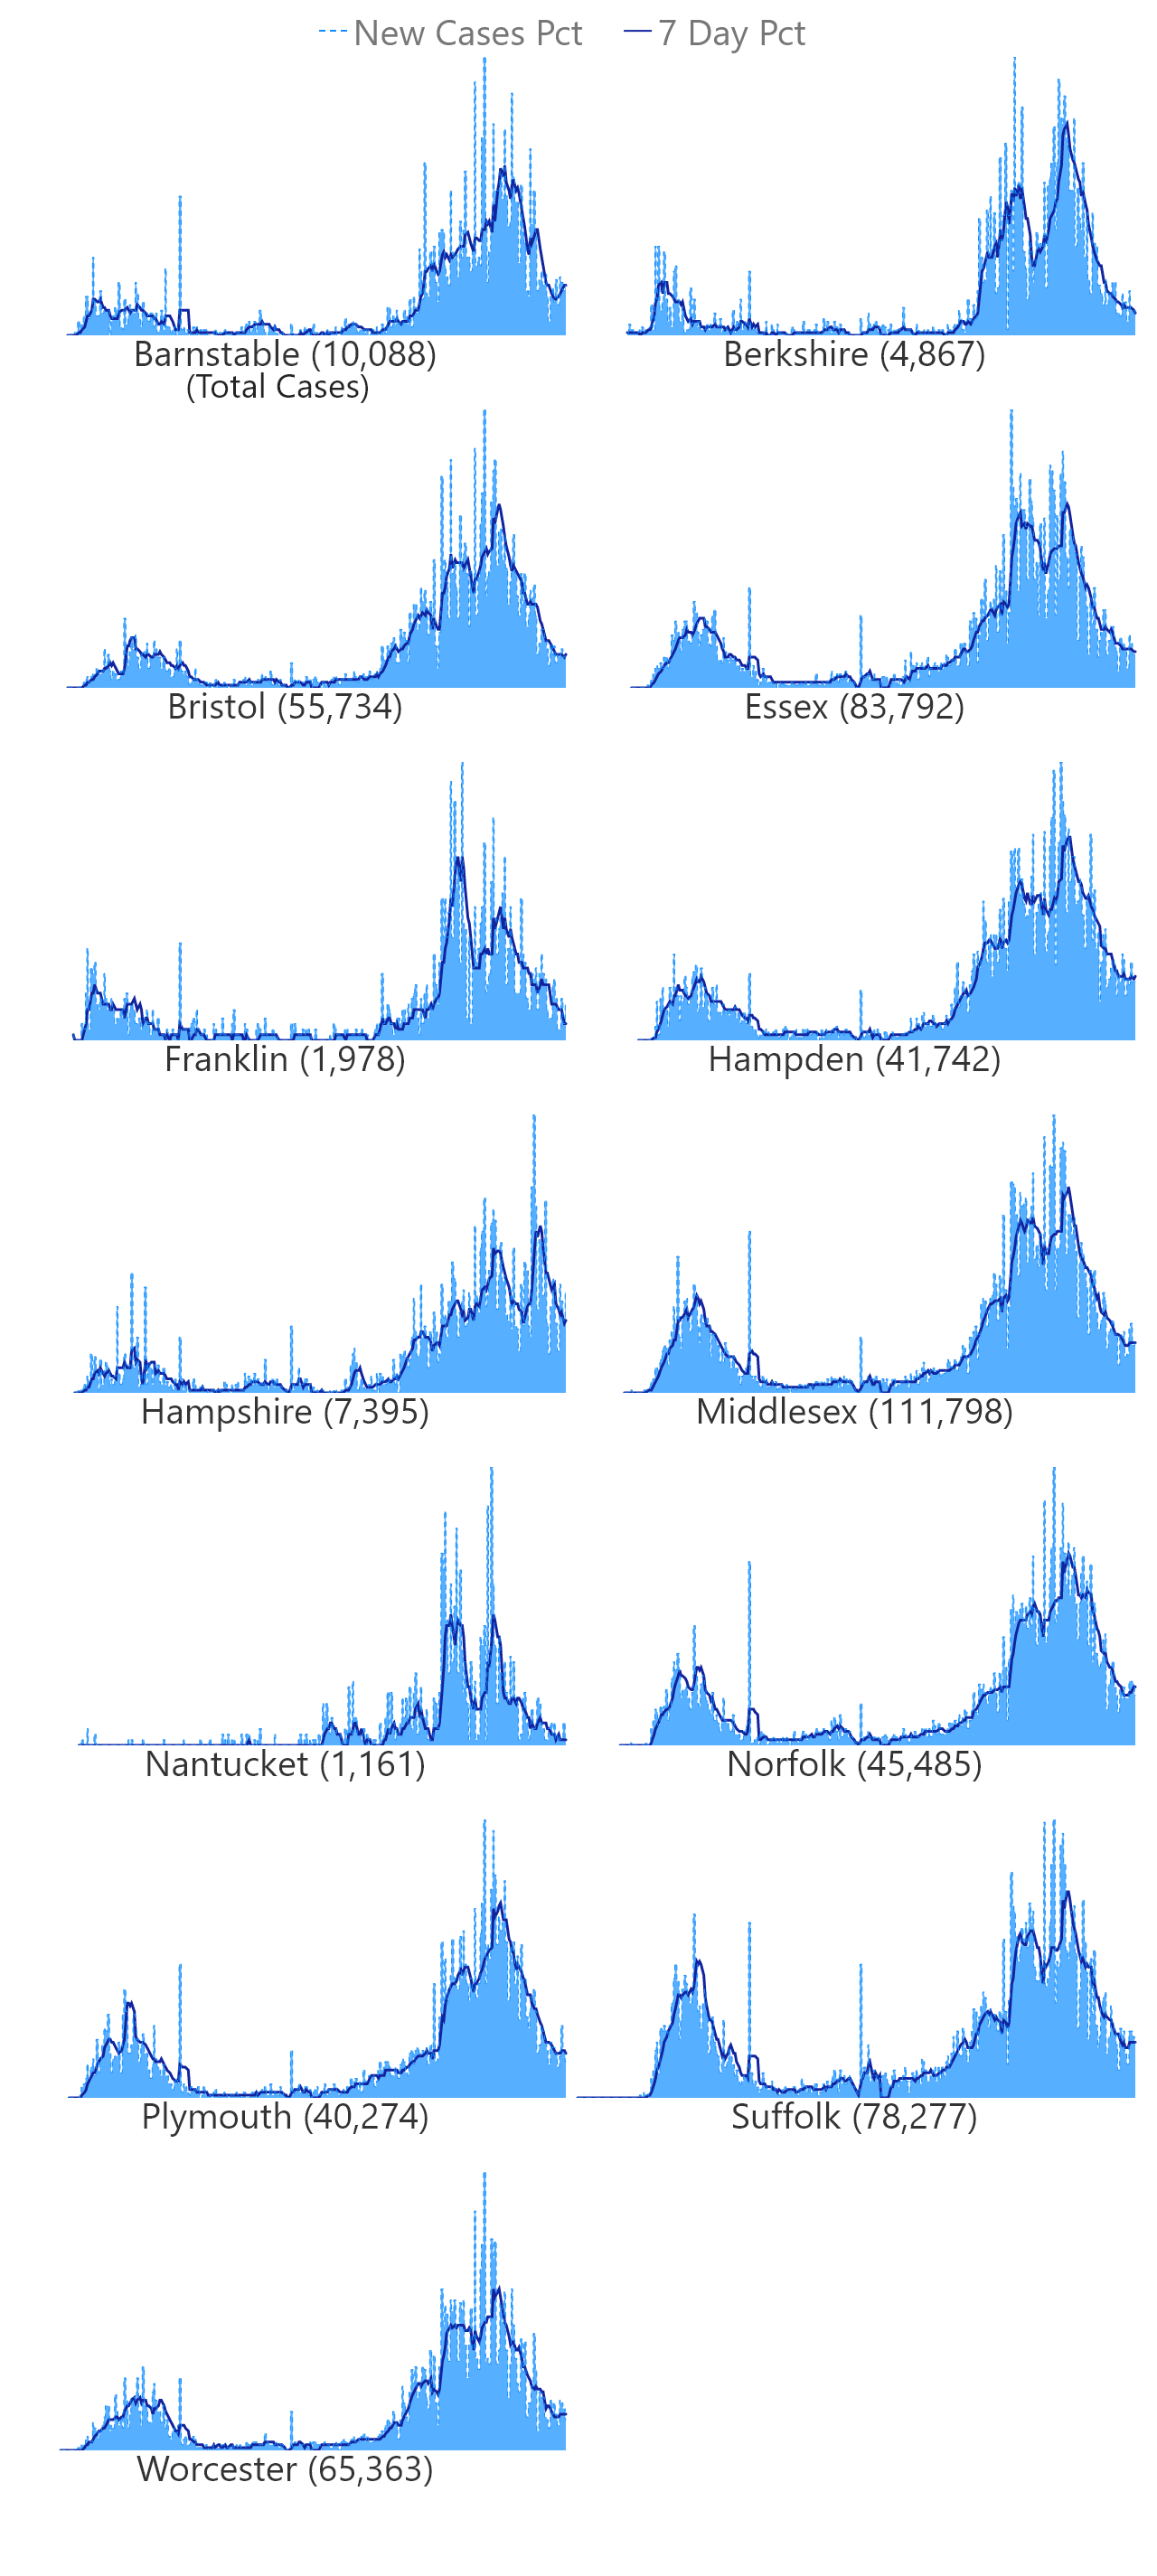 New Cases Pct 7 Day Pct
Barnstable (10,088)
(Total Cases)
Berkshire (4,867)
Bristol (55,734)
Essex (83,792)
Franklin (1,978)
Hampden (41,742)
Hampshire (7,395)
Middlesex (111,798)
Nantucket (1,161)
Norfolk (45,485)
Plymouth (40,274)
Suffolk (78,277)
Worcester (65,363)